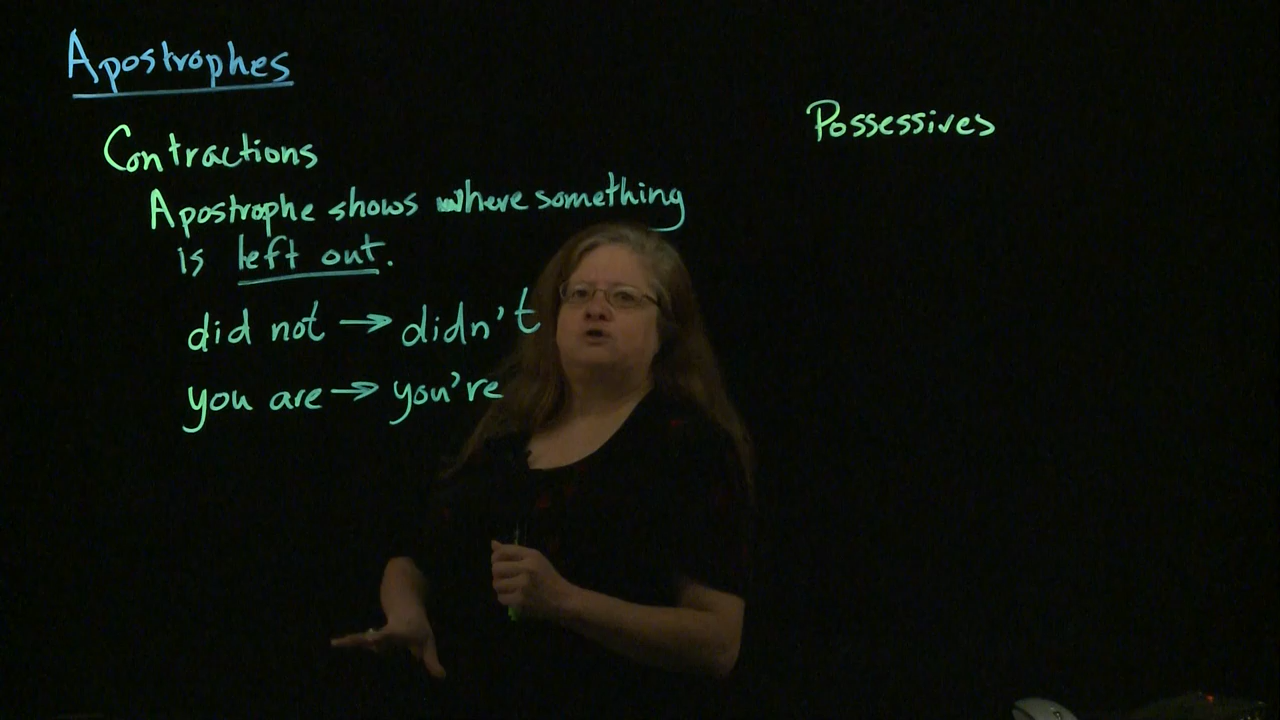 Apostrophes
Contractions
Apostrophe shows where something
is left out.
did not → didn't
you are → you're
Possessives